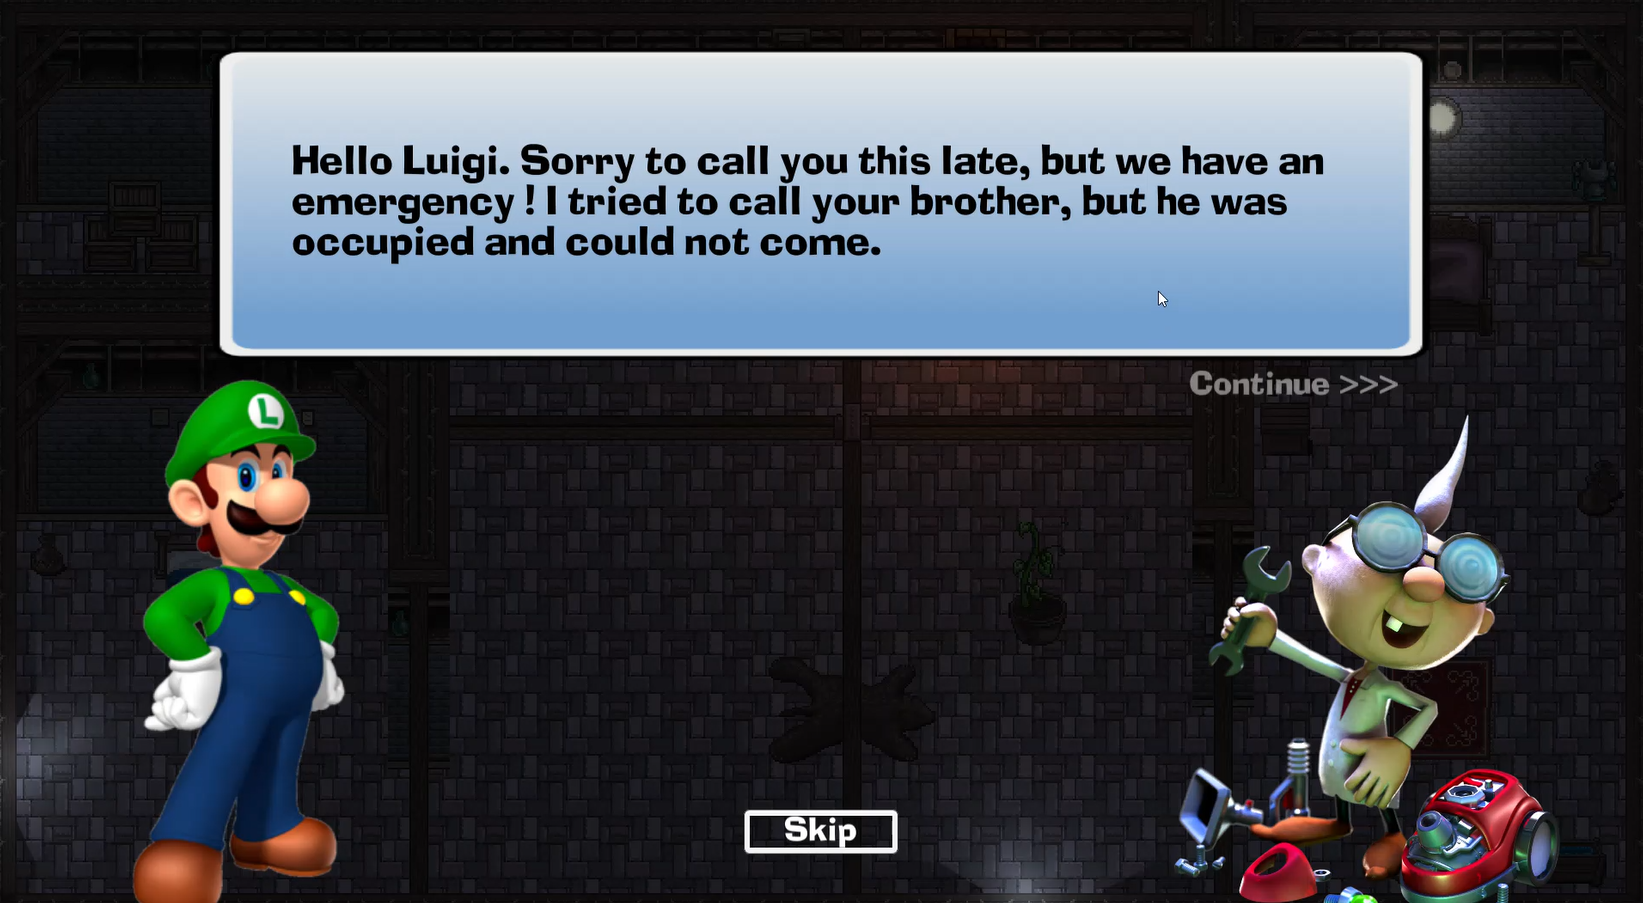 Hello Luigi. Sorry to call you this late, but we have an
emergency ! I tried to call your brother, but he was
occupied and could not come.
Continue >>>
L
Skip